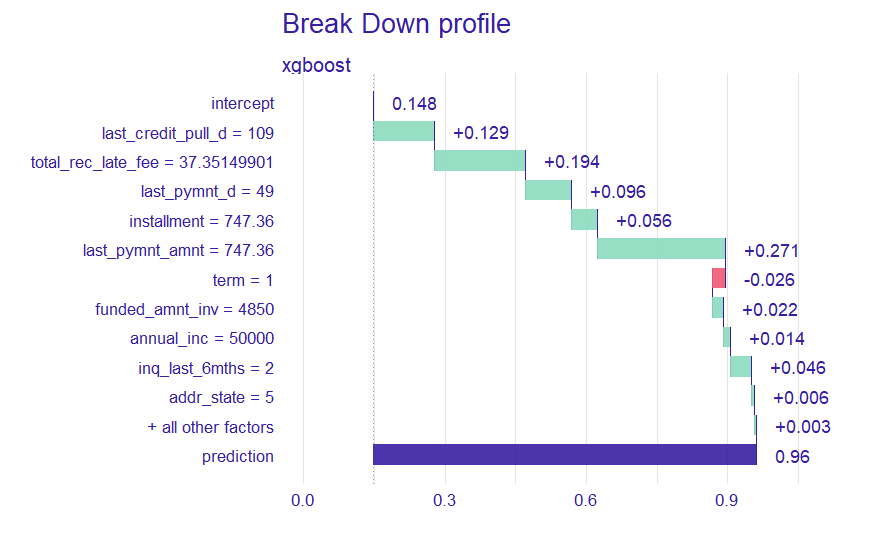 Break Down profile
xgboost
intercept 0.148
last_credit_pull_d = 109 +0.129
total_rec_late_fee = 37.35149901 +0.194
last_pymnt_d = 49 +0.096
installment = 747.36 +0.056
last_pymnt_amnt = 747.36 +0.271
term = 1 -0.026
funded_amnt_inv = 4850 +0.022
annual_inc = 50000 +0.014
inq_last_6mths = 2 +0.046
addr_state = 5 +0.006
+ all other factors +0.003
prediction 0.96
0.0 0.3 0.6 0.9